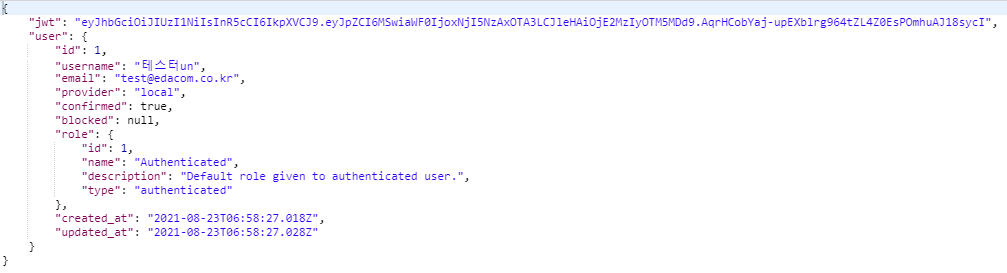 {
"jwt": "eyJhbGciOiJIUzI1NiIsInR5cCI6IkpXVCJ9.eyJpZCI6MSwiaWF0IjoxNjI5NzAxOTA3LCJleHAiOjE2MzIyOTM5MDd9.AqrHCobYaj-upEXblrg964tZL4Z0EsPOmhuAJ18sycI",
"user": {
"id": 1,
"username": "테스터un",
"email": "test@edacom.co.kr",
"provider": "local",
"confirmed": true,
"blocked": null,
"role": {
"id": 1,
"name": "Authenticated",
"description": "Default role given to authenticated user.",
"type": "authenticated"
},
"created_at": "2021-08-23T06:58:27.018Z",
"updated_at": "2021-08-23T06:58:27.028Z"
}
}